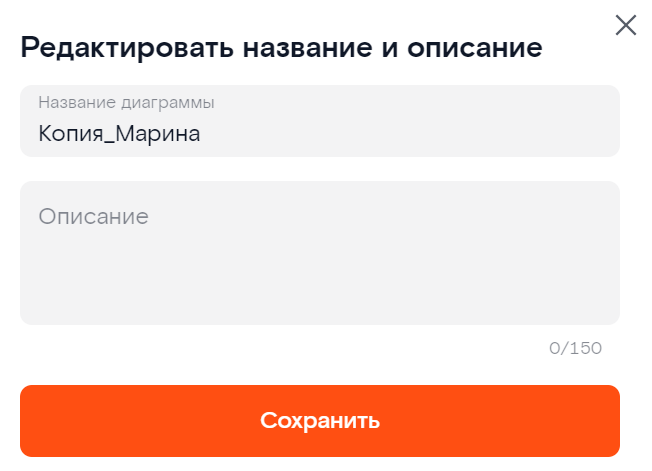 Редактировать название и описание
Название диаграммы
Копия_Марина
Описание
0/150
Сохранить